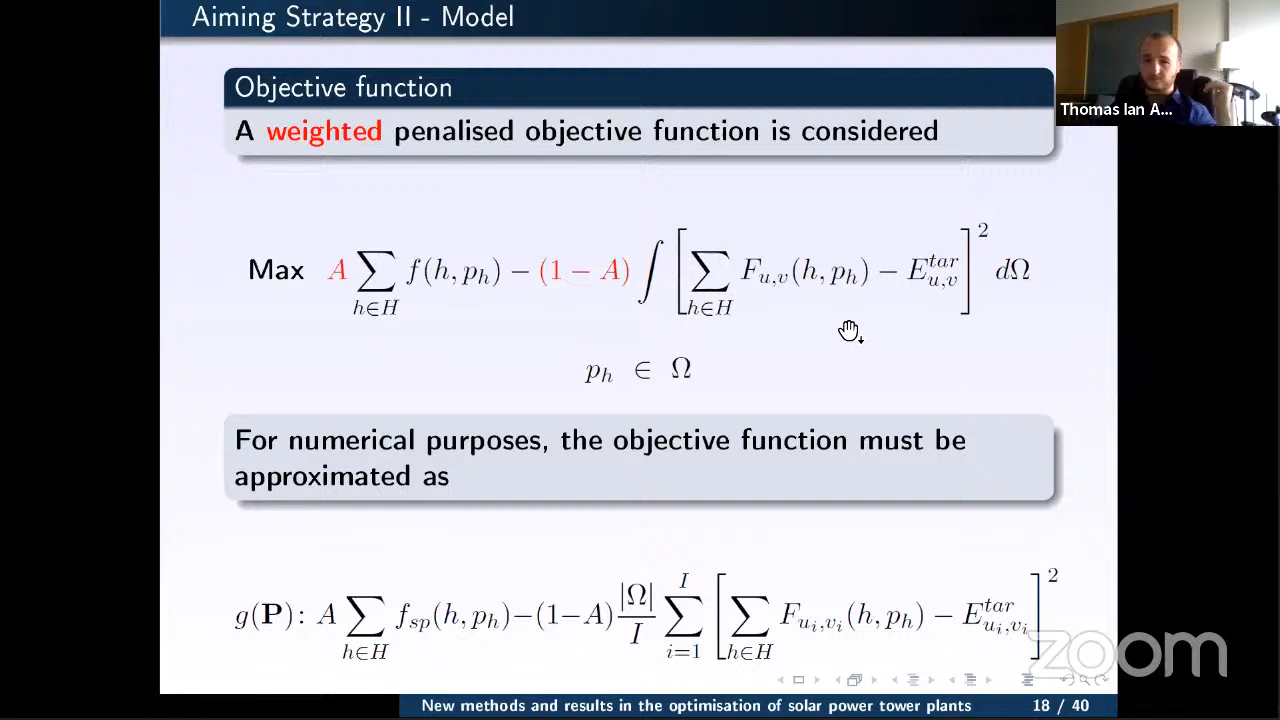 Aiming Strategy II - Model
Objective function
A weighted penalised objective function is considered
Max A ∑_{h∈H} f(h, p_h) − (1 − A) ∫ [∑_{h∈H} F_{u,v}(h, p_h) − E^{tar}_{u,v}]^2 dΩ
p_h ∈ Ω
For numerical purposes, the objective function must be
approximated as
g(P): A ∑_{h∈H} f_{sp}(h, p_h)−(1−A) |Ω|/I ∑_{i=1}^{I} [∑_{h∈H} F_{u_i,v_i}(h, p_h) − E^{tar}_{u_i,v_i}]^2
New methods and results in the optimisation of solar power tower plants 18 / 40
Thomas Ian A...
zoom